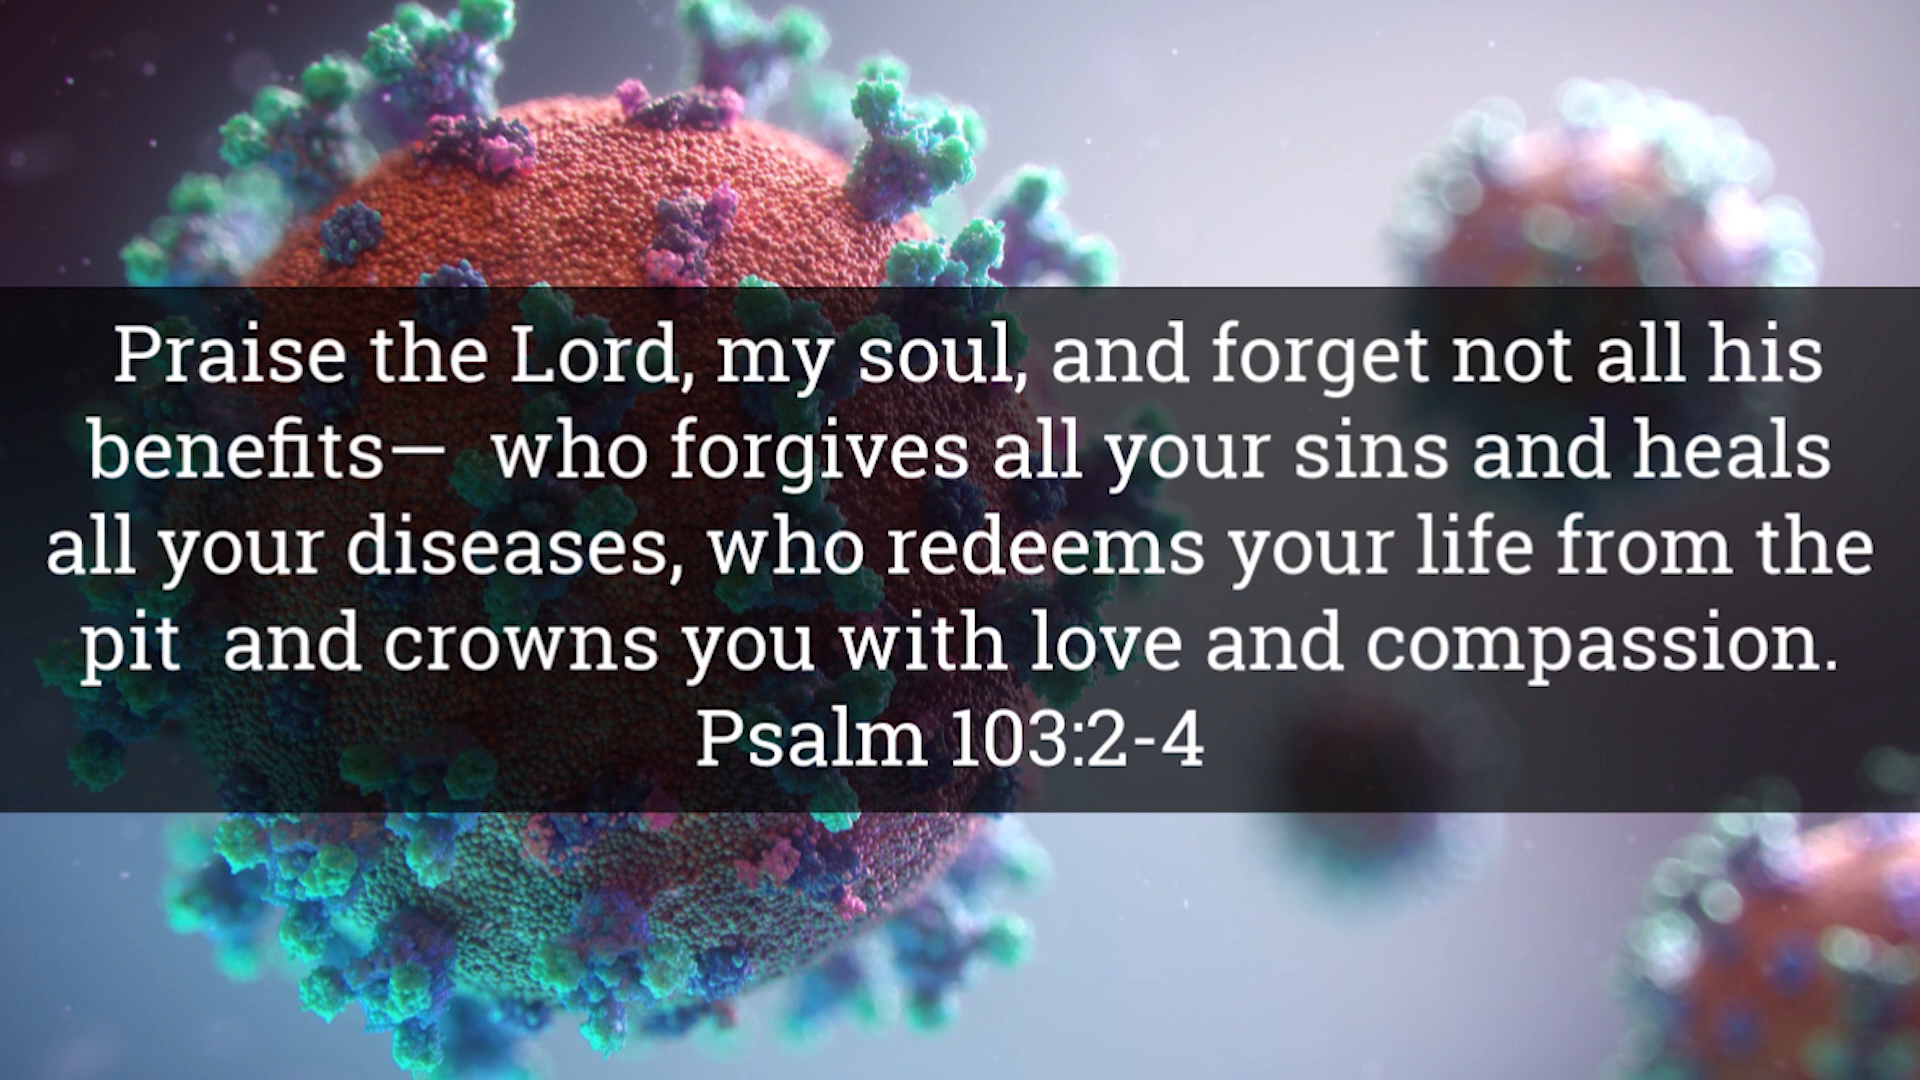 Praise the Lord, my soul, and forget not all his
benefits—  who forgives all your sins and heals
all your diseases, who redeems your life from the
pit  and crowns you with love and compassion.
Psalm 103:2-4